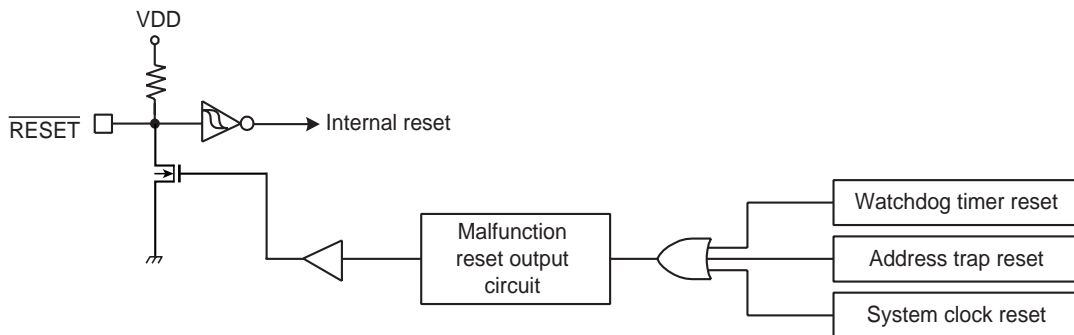 VDD
RESET
Internal reset
Malfunction
reset output
circuit
Watchdog timer reset
Address trap reset
System clock reset